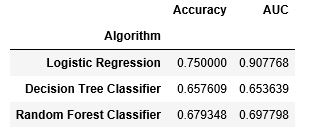 Accuracy AUC
Algorithm
Logistic Regression 0.750000 0.907768
Decision Tree Classifier 0.657609 0.653639
Random Forest Classifier 0.679348 0.697798